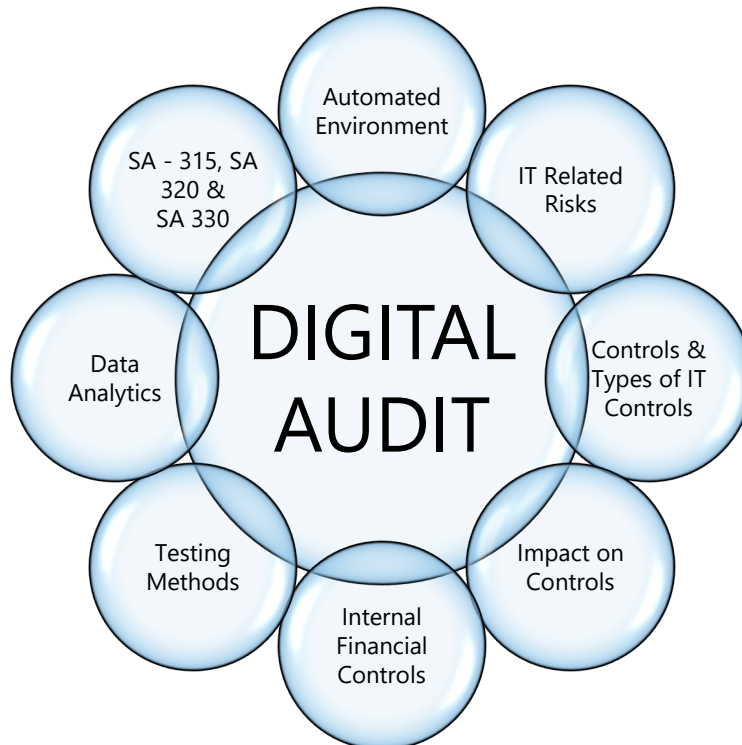 Automated
Environment
IT Related
Risks
Controls &
Types of IT
Controls
Impact on
Controls
Internal
Financial
Controls
Testing
Methods
Data
Analytics
SA - 315, SA
320 &
SA 330
DIGITAL
AUDIT